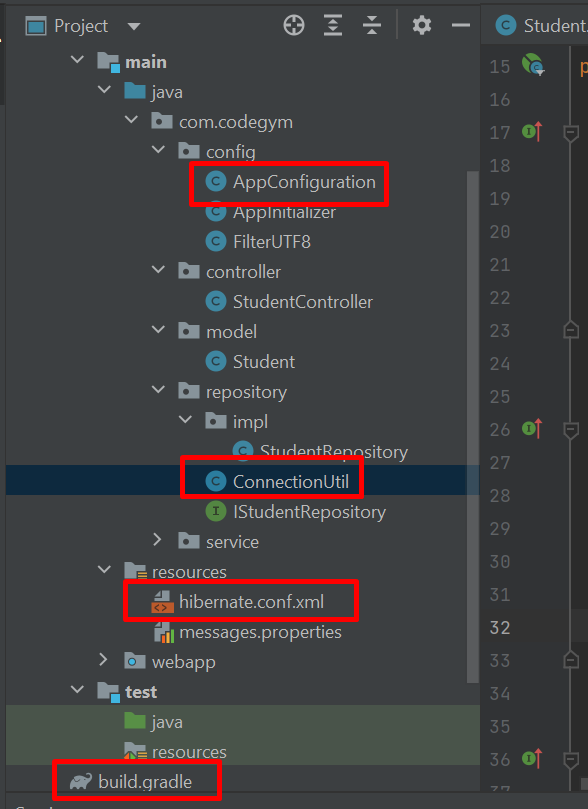 Project
Student.
main
java
com.codegym
config
AppConfiguration
AppInitializer
FilterUTF8
controller
StudentController
model
Student
repository
impl
StudentRepository
ConnectionUtil
IStudentRepository
service
resources
hibernate.conf.xml
messages.properties
webapp
test
java
resources
build.gradle
15
16
17
18
19
20
21
22
23
24
25
26
27
28
29
30
31
32
33
34
35
36